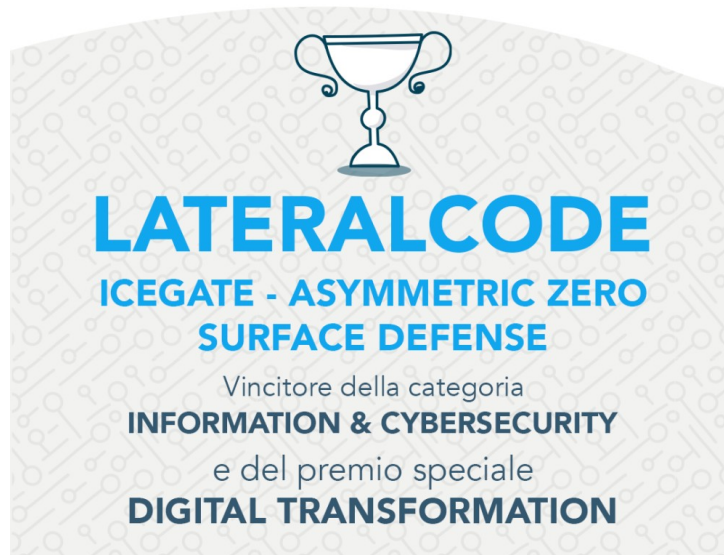 LATERALCODE
ICEGATE - ASYMMETRIC ZERO
SURFACE DEFENSE
Vincitore della categoria
INFORMATION & CYBERSECURITY
e del premio speciale
DIGITAL TRANSFORMATION